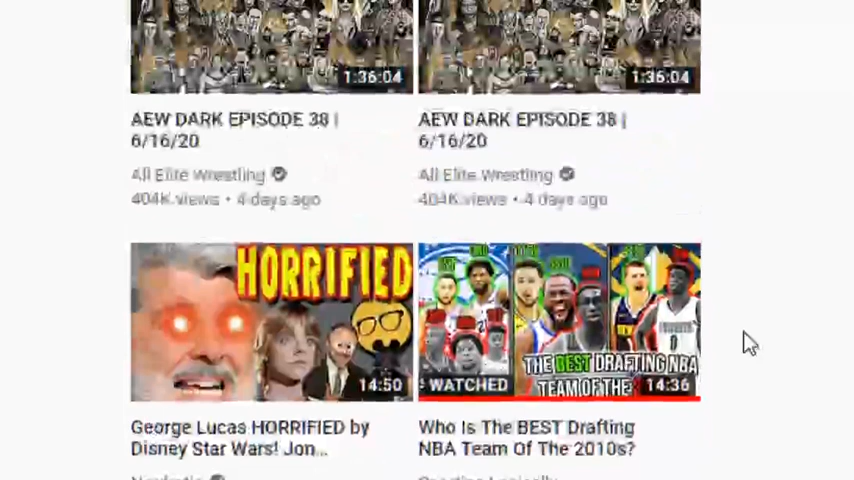 1:36:04
1:36:04
AEW DARK EPISODE 38 |
6/16/20
All Elite Wrestling
404K views • 4 days ago
AEW DARK EPISODE 38 |
6/16/20
All Elite Wrestling
404K views • 4 days ago
HORRIFIED
14:50
THE BEST DRAFTING NBA
TEAM OF THE
WATCHED
14:36
George Lucas HORRIFIED by
Disney Star Wars! Jon...
Who Is The BEST Drafting
NBA Team Of The 2010s?